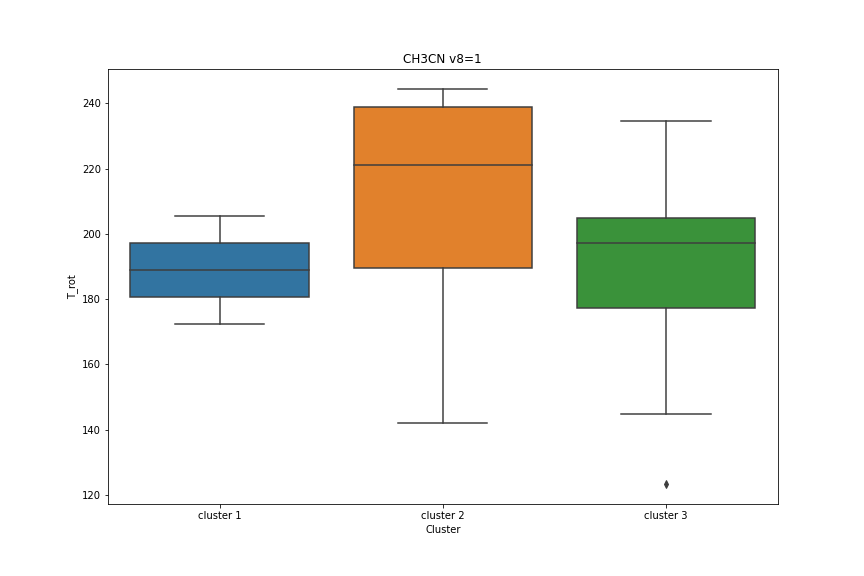 CH3CN v8=1
240
220
200
180
160
140
120
T_rot
cluster 1
cluster 2
cluster 3
Cluster